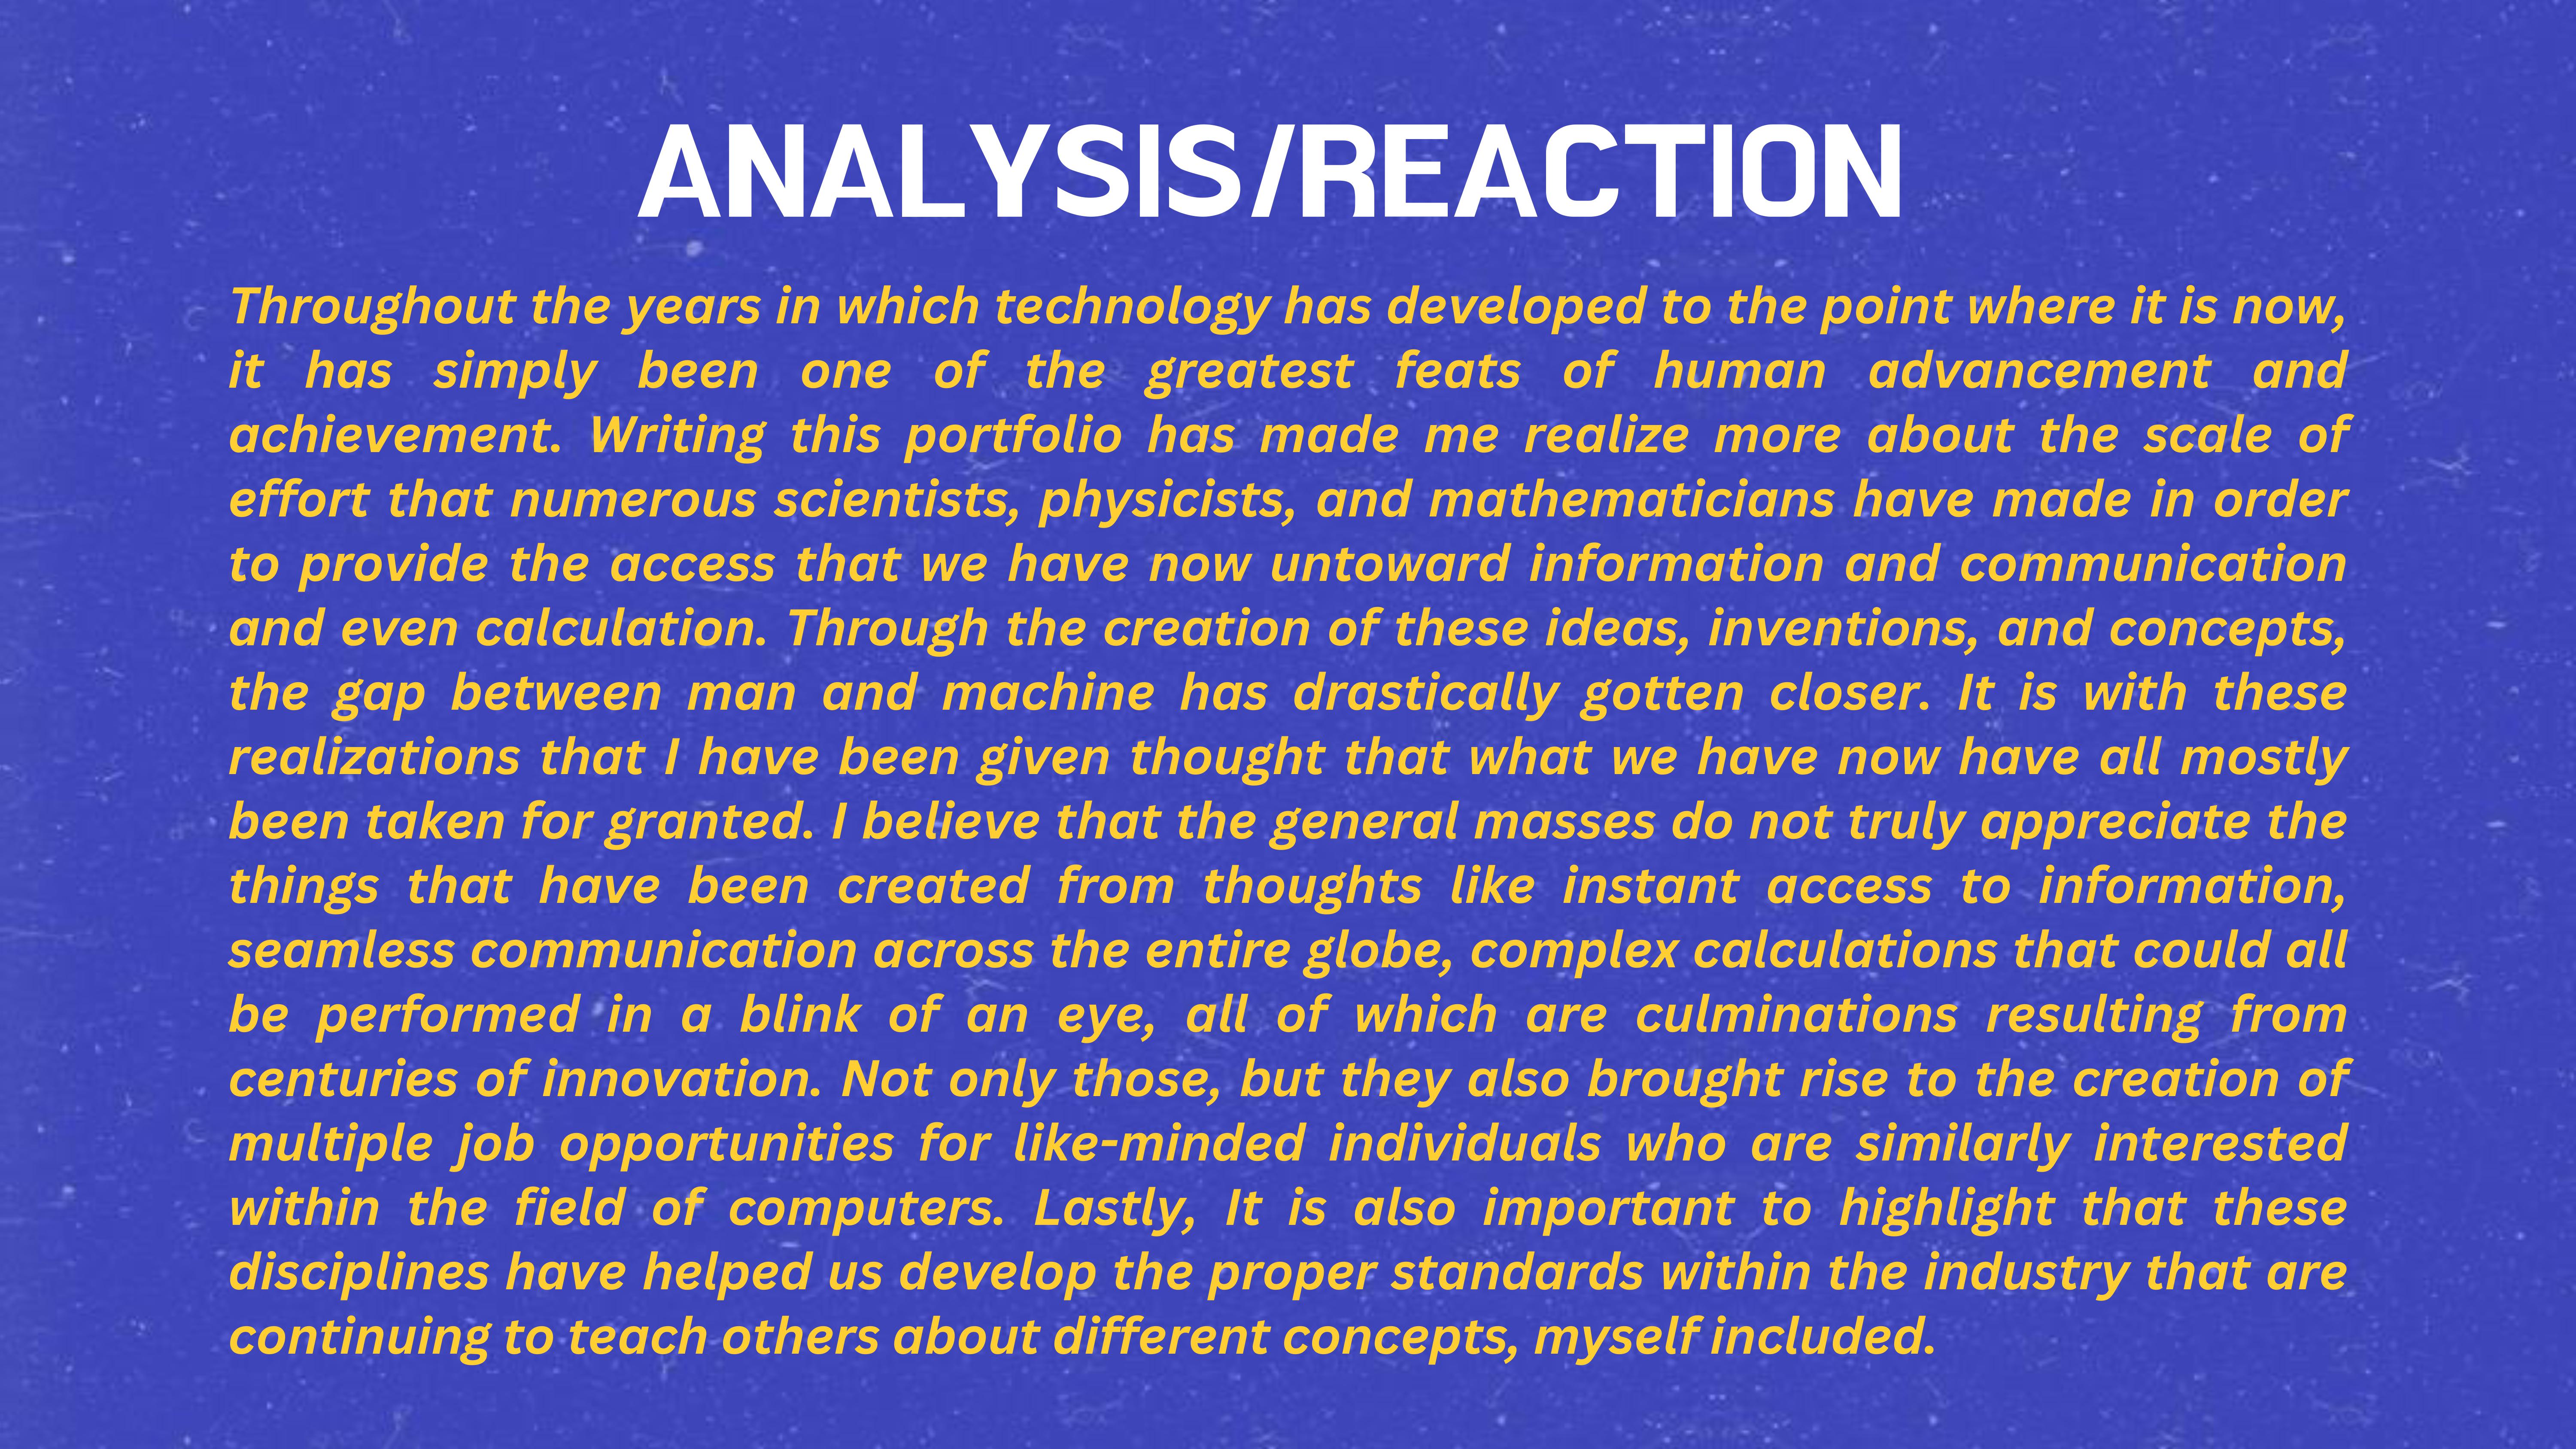 ANALYSIS/REACTION
Throughout the years in which technology has developed to the point where it is now,
it has simply been one of the greatest feats of human advancement and
achievement. Writing this portfolio has made me realize more about the scale of
effort that numerous scientists, physicists, and mathematicians have made in order
to provide the access that we have now untoward information and communication
and even calculation. Through the creation of these ideas, inventions, and concepts,
the gap between man and machine has drastically gotten closer. It is with these
realizations that I have been given thought that what we have now have all mostly
been taken for granted. I believe that the general masses do not truly appreciate the
things that have been created from thoughts like instant access to information,
seamless communication across the entire globe, complex calculations that could all
be performed in a blink of an eye, all of which are culminations resulting from
centuries of innovation. Not only those, but they also brought rise to the creation of
multiple job opportunities for like-minded individuals who are similarly interested
within the field of computers. Lastly, It is also important to highlight that these
disciplines have helped us develop the proper standards within the industry that are
continuing to teach others about different concepts, myself included.